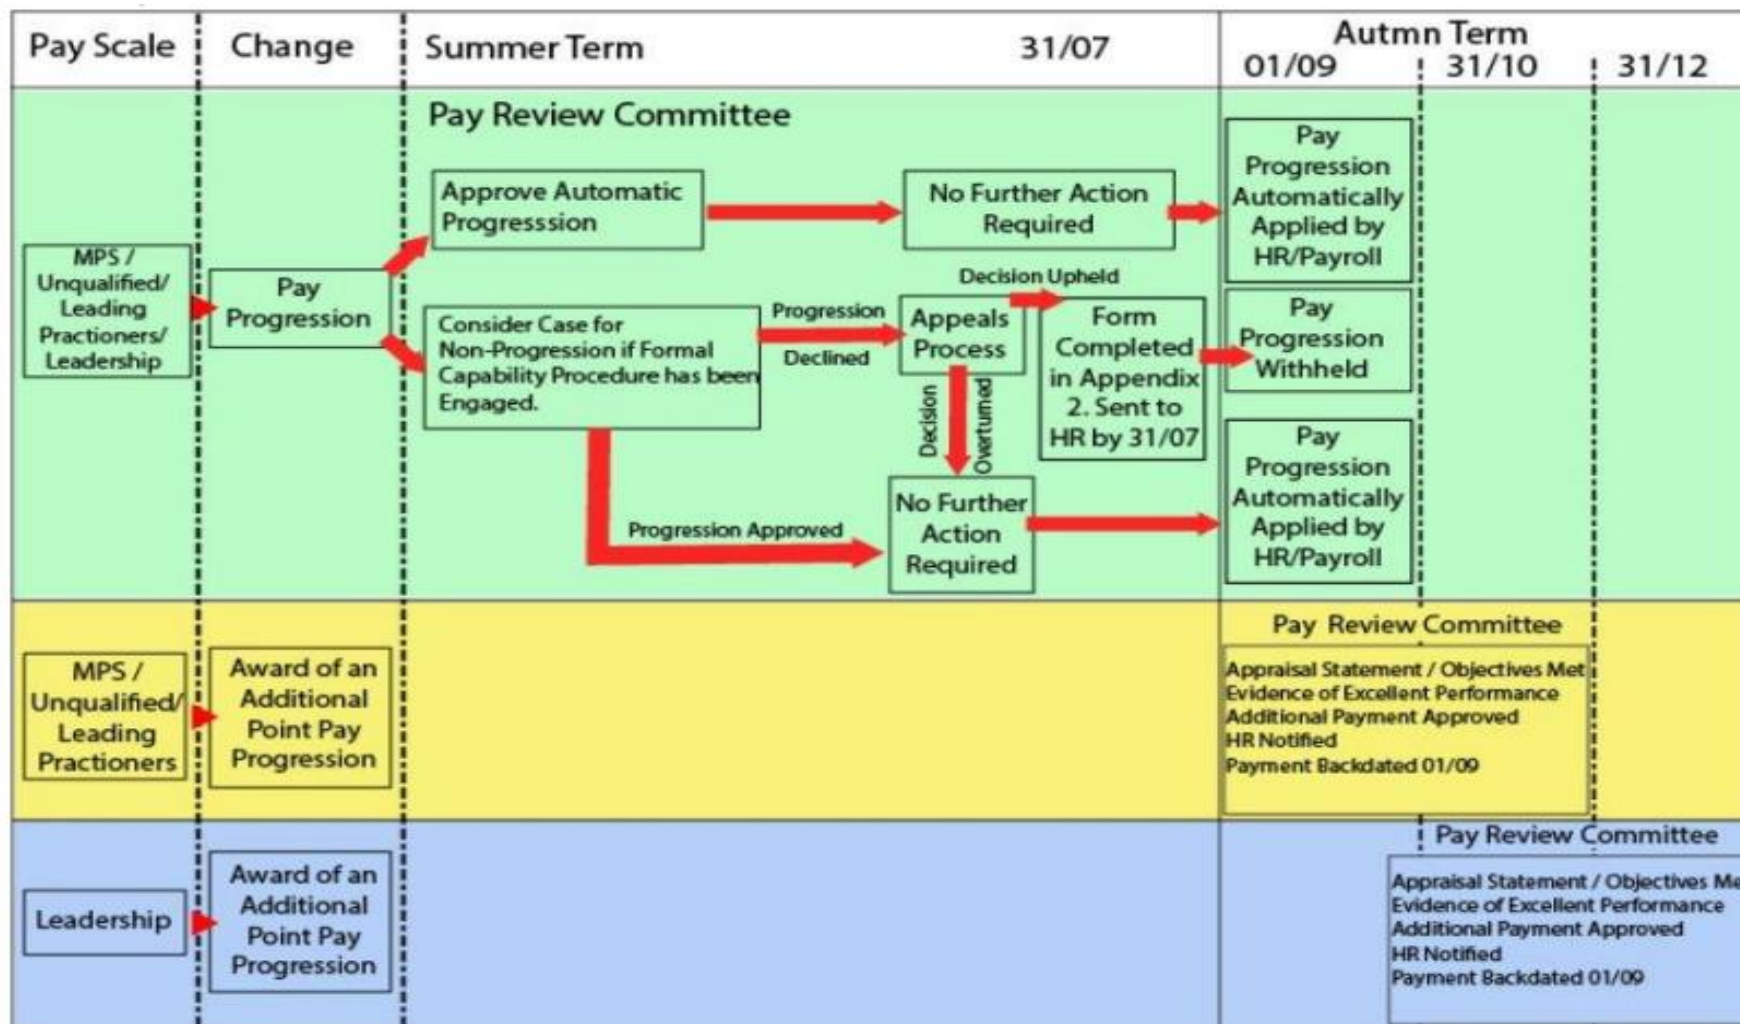 Pay Scale
Change
Summer Term
31/07
Autmn Term
01/09
31/10
31/12
Pay Review Committee
MPS /
Unqualified/
Leading
Practioners/
Leadership
Pay
Progression
Approve Automatic
Progresssion
No Further Action
Required
Pay
Progression
Automatically
Applied by
HR/Payroll
Consider Case for
Non-Progression if Formal
Capability Procedure has been
Engaged.
Progression
Declined
Appeals
Process
Decision Upheld
Form
Completed
in Appendix
2. Sent to
HR by 31/07
Pay
Progression
Withheld
Decision
Overturned
Progression Approved
No Further
Action
Required
Pay
Progression
Automatically
Applied by
HR/Payroll
MPS /
Unqualified/
Leading
Practioners
Award of an
Additional
Point Pay
Progression
Pay Review Committee
Appraisal Statement / Objectives Met
Evidence of Excellent Performance
Additional Payment Approved
HR Notified
Payment Backdated 01/09
Leadership
Award of an
Additional
Point Pay
Progression
Pay Review Committee
Appraisal Statement / Objectives Me
Evidence of Excellent Performance
Additional Payment Approved
HR Notified
Payment Backdated 01/09